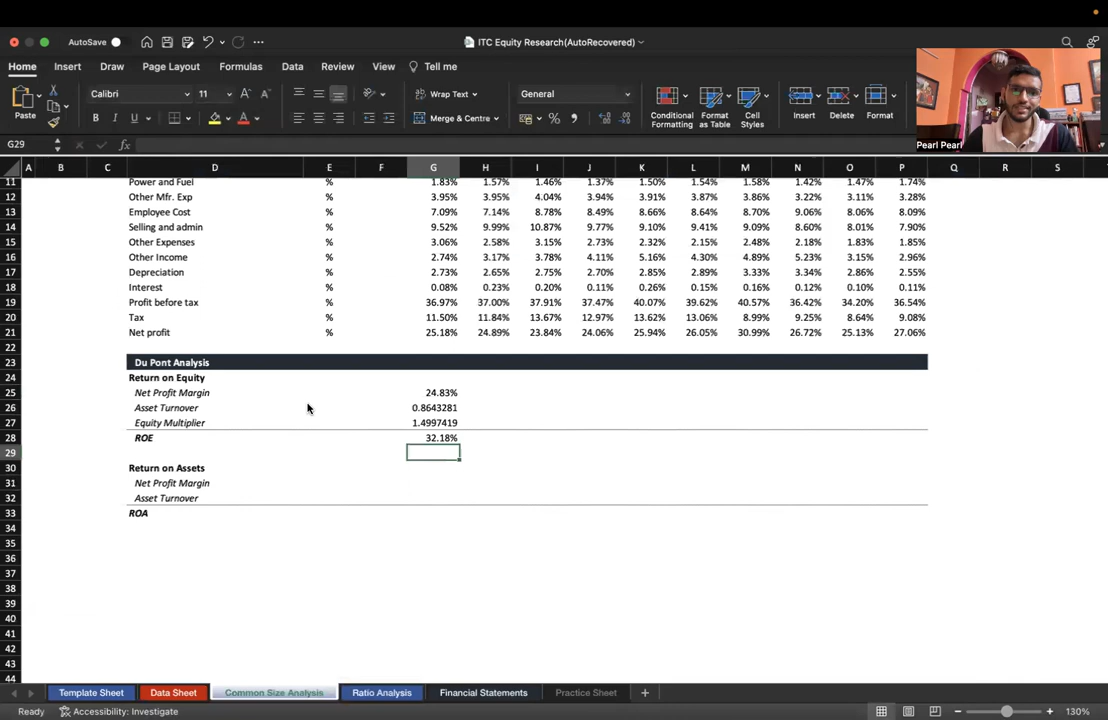 AutoSave
ITC Equity Research(AutoRecovered)
Home Insert Draw Page Layout Formulas Data Review View Tell me
Paste
Calibri 11
B I U
Wrap Text
Merge & Centre
General
Conditional Formatting
Format as Table
Cell Styles
Insert
Delete
Format
Pearl Pearl
G29
fx
A B C D E F G H I J K L M N O P Q R S
11 Power and Fuel % 1.83% 1.57% 1.46% 1.37% 1.50% 1.54% 1.58% 1.42% 1.47% 1.74%
12 Other Mfr. Exp % 3.95% 3.95% 4.04% 3.94% 3.91% 3.87% 3.86% 3.22% 3.11% 3.28%
13 Employee Cost % 7.09% 7.14% 8.78% 8.49% 8.66% 8.64% 8.70% 9.06% 8.06% 8.09%
14 Selling and admin % 9.52% 9.99% 10.87% 9.77% 9.10% 9.41% 9.09% 8.60% 8.01% 7.90%
15 Other Expenses % 3.06% 2.58% 3.15% 2.73% 2.32% 2.15% 2.48% 2.18% 1.83% 1.85%
16 Other Income % 2.74% 3.17% 3.78% 4.11% 5.16% 4.30% 4.89% 5.23% 3.15% 2.96%
17 Depreciation % 2.73% 2.65% 2.75% 2.70% 2.85% 2.89% 3.33% 3.34% 2.86% 2.55%
18 Interest % 0.08% 0.23% 0.20% 0.11% 0.26% 0.15% 0.16% 0.12% 0.10% 0.11%
19 Profit before tax % 36.97% 37.00% 37.91% 37.47% 40.07% 39.62% 40.57% 36.42% 34.20% 36.54%
20 Tax % 11.50% 11.84% 13.67% 12.97% 13.62% 13.06% 8.99% 9.25% 8.64% 9.08%
21 Net profit % 25.18% 24.89% 23.84% 24.06% 25.94% 26.05% 30.99% 26.72% 25.13% 27.06%
22
23 Du Pont Analysis
24 Return on Equity
25 Net Profit Margin 24.83%
26 Asset Turnover 0.8643281
27 Equity Multiplier 1.4997419
28 ROE 32.18%
29
30 Return on Assets
31 Net Profit Margin
32 Asset Turnover
33 ROA
34
35
36
37
38
39
40
41
42
43
44
Template Sheet Data Sheet Common Size Analysis Ratio Analysis Financial Statements Practice Sheet
Ready Accessibility: Investigate 130%